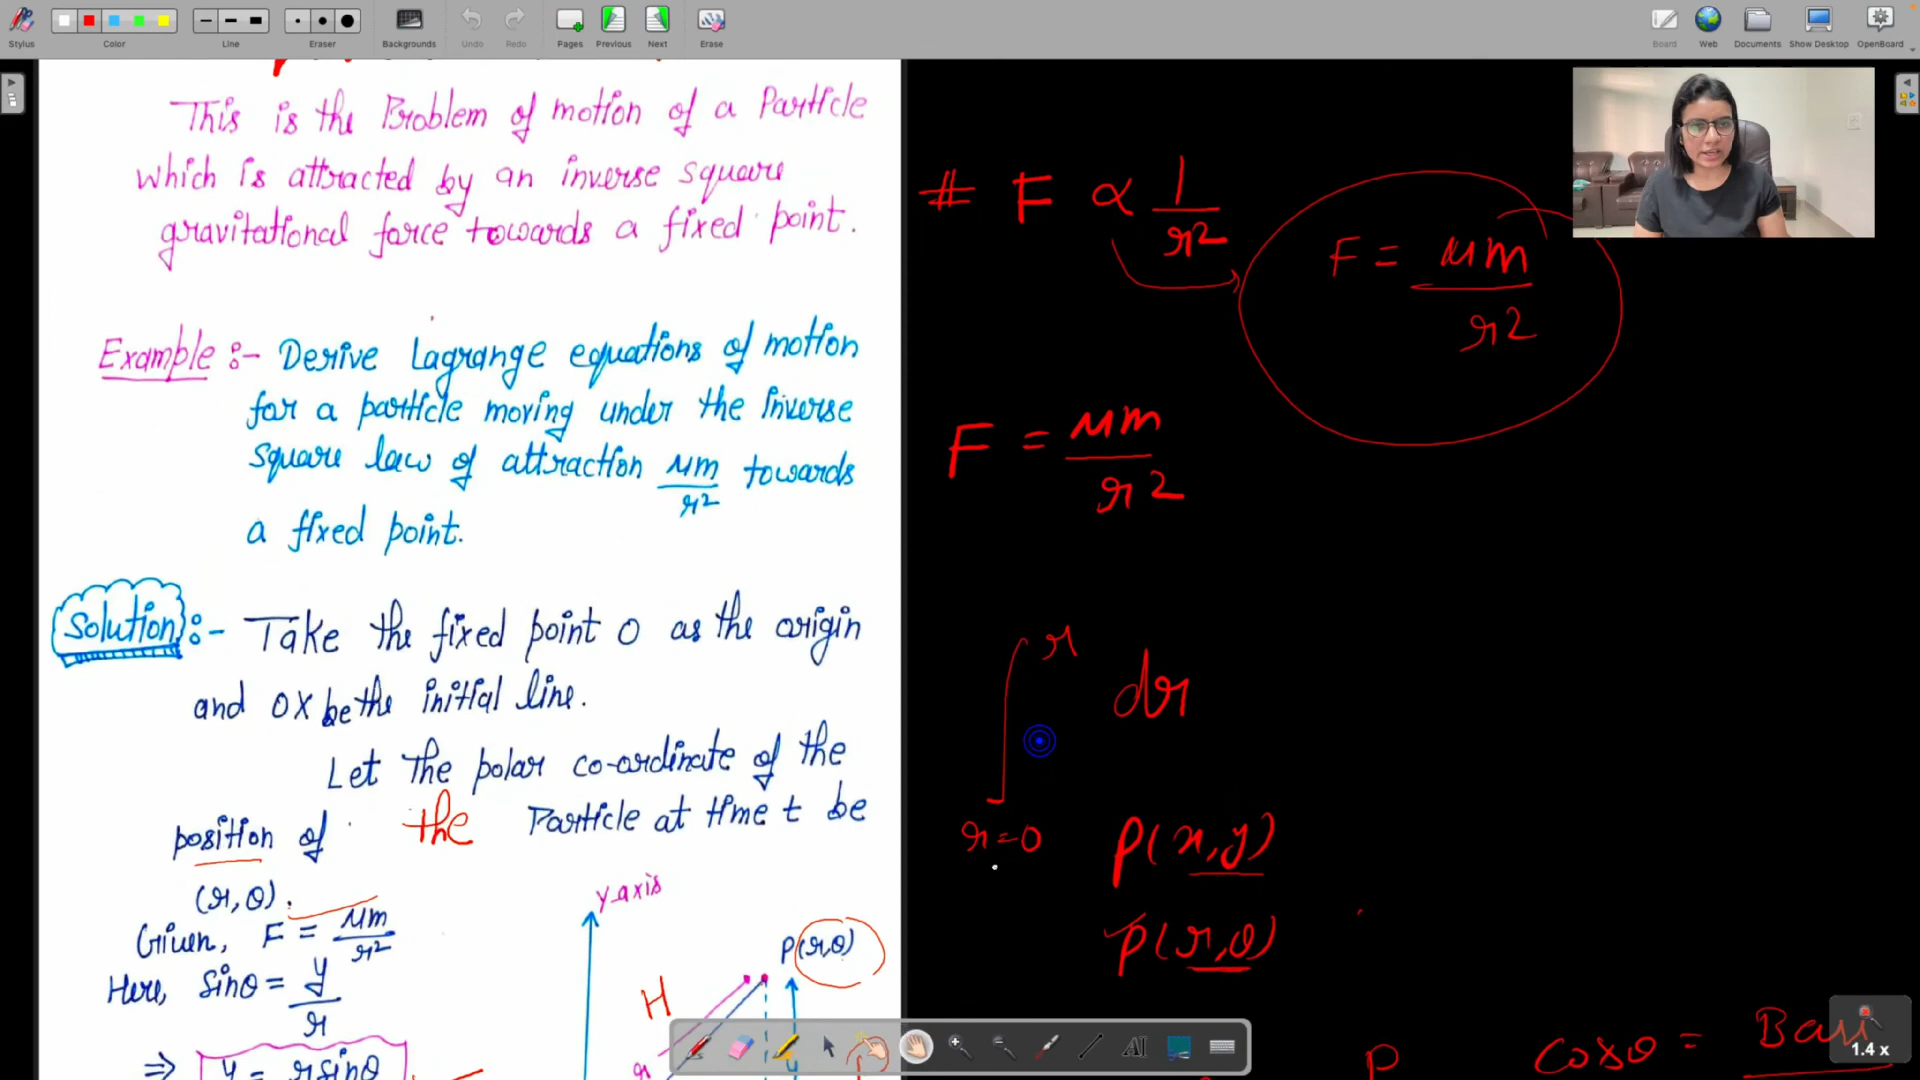 Stylus
Color
Line
Eraser
Backgrounds
Undo
Redo
Pages
Previous
Next
Erase
Board
Web
Documents
Show Desktop
OpenBoard
This is the Problem of motion of a Particle
which is attracted by an inverse square
gravitational force towards a fixed point.
Example :- Derive Lagrange equations of motion
for a particle moving under the inverse
square law of attraction μm/r² towards
a fixed point.
Solution :- Take the fixed point O as the origin
and OX be the initial line.
Let the polar co-ordinate of the
position of the Particle at time t be
(r,θ).
Given, F = μm/r²
Here, sinθ = y/r
⇒ y = rsinθ
y-axis
P(r,θ)
H
r
y
# F ∝ 1/r²
F = μm/r²
F = μm/r²
∫ r dr
r=0
P(x,y)
P(r,θ)
P
cosθ =
1.4 x